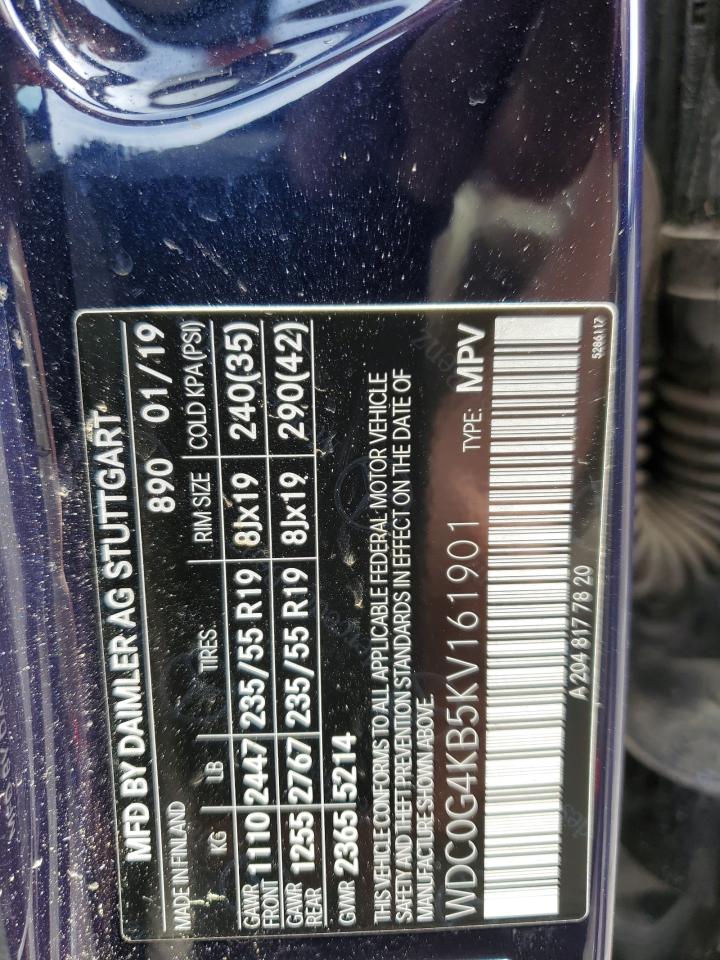 MFD BY DAIMLER AG STUTTGART
MADE IN FINLAND 890 01/19
KG LB TIRES RIM SIZE COLD KPA(PSI)
GAWR FRONT 1110 2447 235/55 R19 8Jx19 240(35)
GAWR REAR 1255 2767 235/55 R19 8Jx19 290(42)
GVWR 2365 5214
THIS VEHICLE CONFORMS TO ALL APPLICABLE FEDERAL MOTOR VEHICLE
SAFETY AND THEFT PREVENTION STANDARDS IN EFFECT ON THE DATE OF
MANUFACTURE SHOWN ABOVE.
WDC0G4KB5KV161901 TYPE: MPV
A 204 817 78 20 5286117